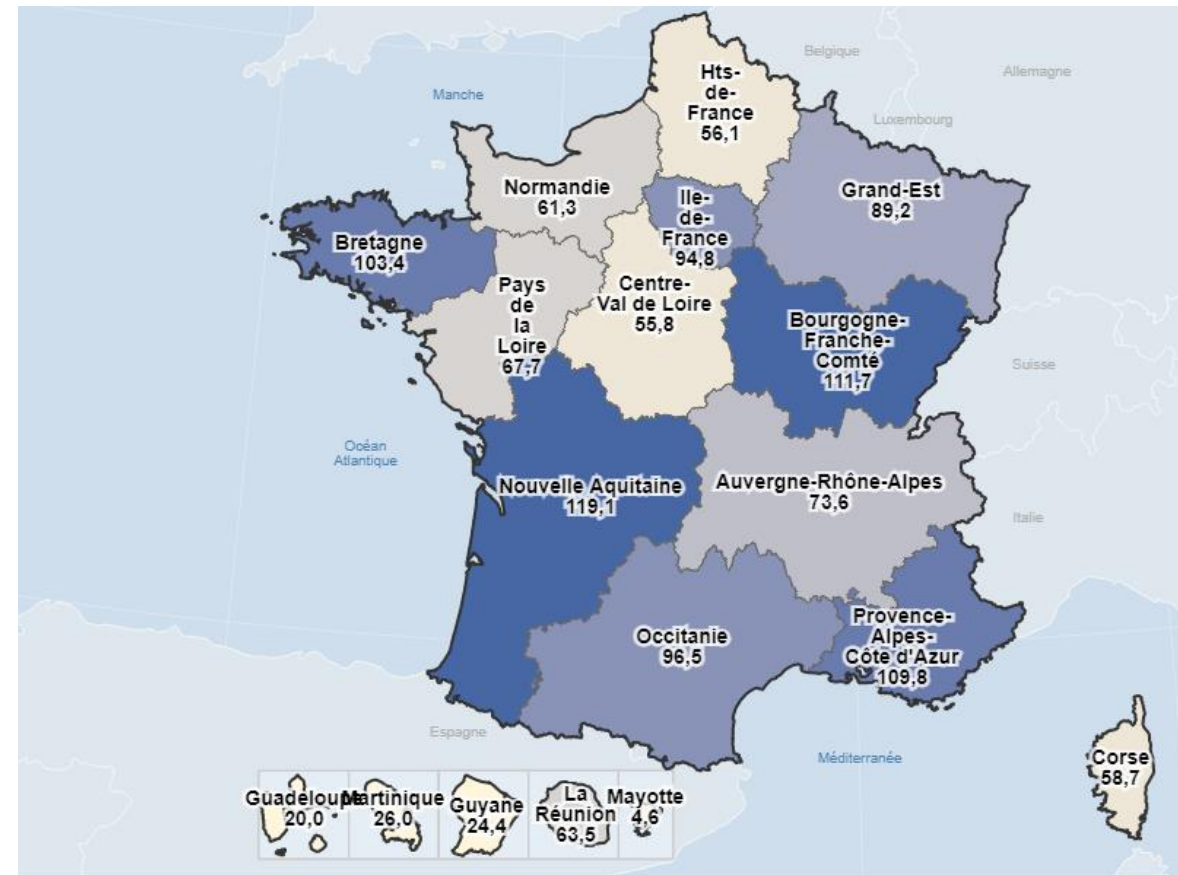 Belgique
Allemagne
Manche
Luxembourg
Hts-
de-
France
56,1
Normandie
61,3
Ile-
de-
France
94,8
Grand-Est
89,2
Bretagne
103,4
Pays
de
la
Loire
67,7
Centre-
Val de Loire
55,8
Bourgogne-
Franche-
Comté
111,7
Suisse
Océan
Atlantique
Nouvelle Aquitaine
119,1
Auvergne-Rhône-Alpes
73,6
Italie
Occitanie
96,5
Provence-
Alpes-
Côte d'Azur
109,8
Espagne
Méditerranée
Corse
58,7
Guadeloupe
20,0
Martinique
26,0
Guyane
24,4
La
Réunion
63,5
Mayotte
4,6